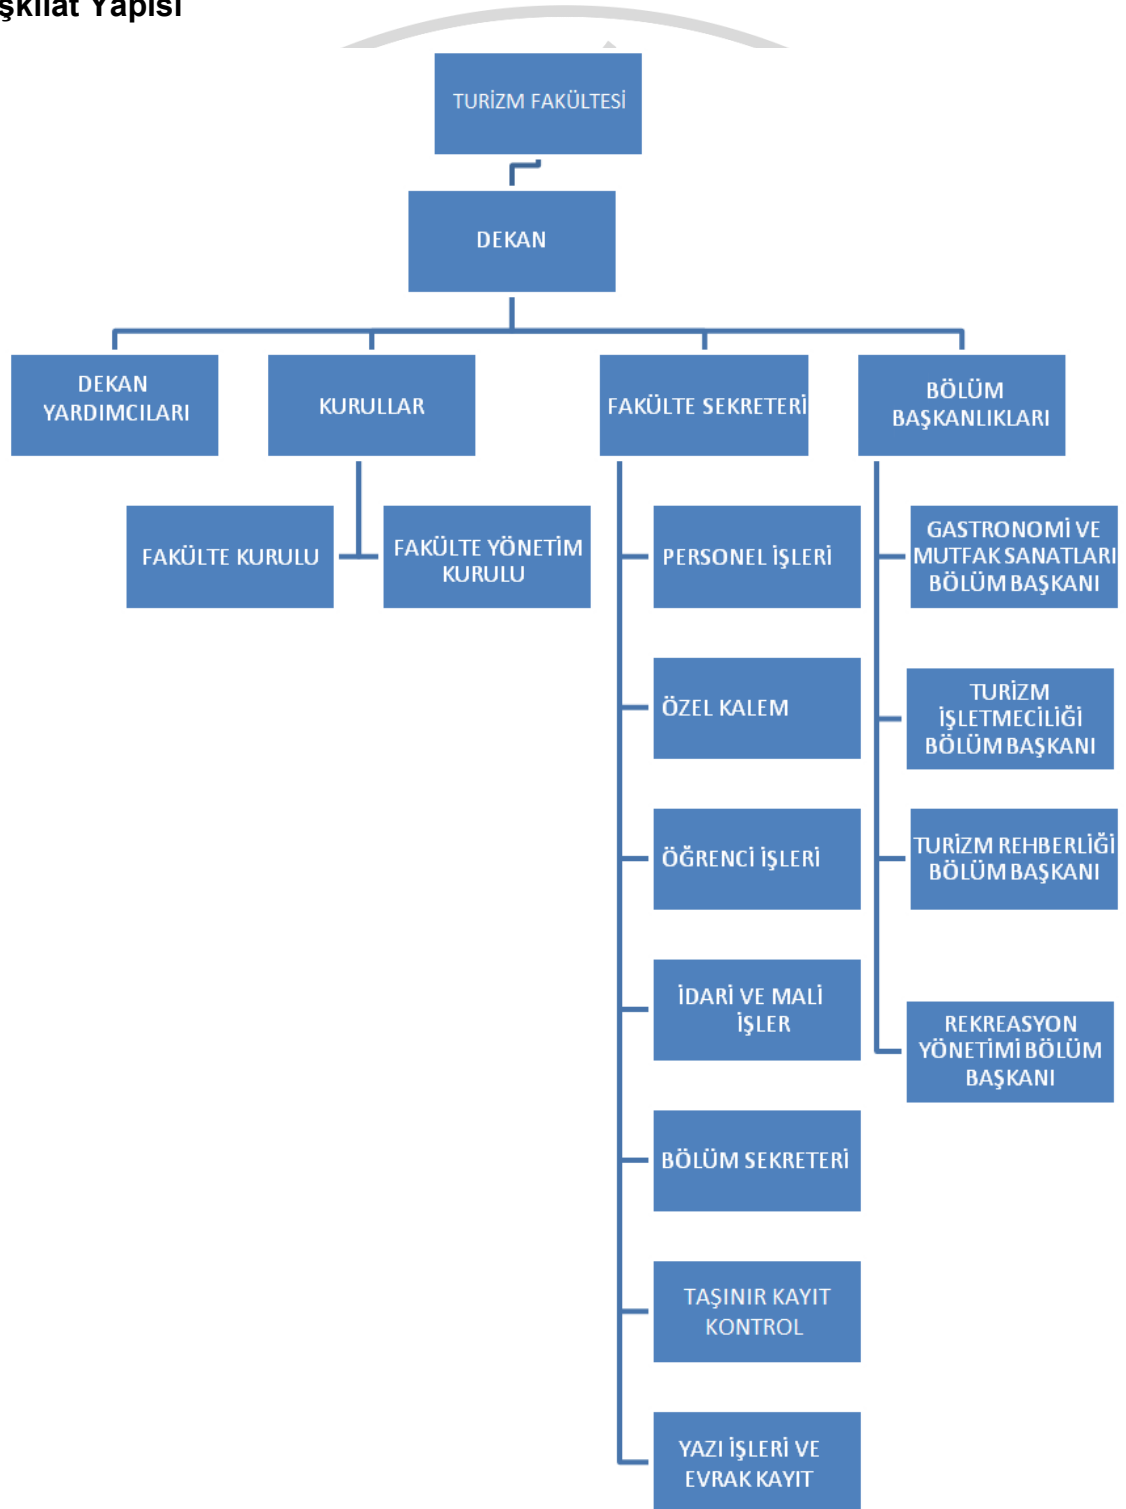 Yapısı
TURİZM FAKÜLTESİ
DEKAN
DEKAN
YARDIMCILARI
KURULLAR
FAKÜLTE SEKRETERİ
BÖLÜM
BAŞKANLIKLARI
FAKÜLTE KURULU
FAKÜLTE YÖNETİM
KURULU
PERSONEL İŞLERİ
ÖZEL KALEM
ÖĞRENCİ İŞLERİ
İDARİ VE MALİ
İŞLER
BÖLÜM SEKRETERİ
TAŞINIR KAYIT
KONTROL
YAZI İŞLERİ VE
EVRAK KAYIT
GASTRONOMİ VE
MUTFAK SANATLARI
BÖLÜM BAŞKANI
TURİZM
İŞLETMECİLİĞİ
BÖLÜM BAŞKANI
TURİZM REHBERLİĞİ
BÖLÜM BAŞKANI
REKREASYON
YÖNETİMİ BÖLÜM
BAŞKANI